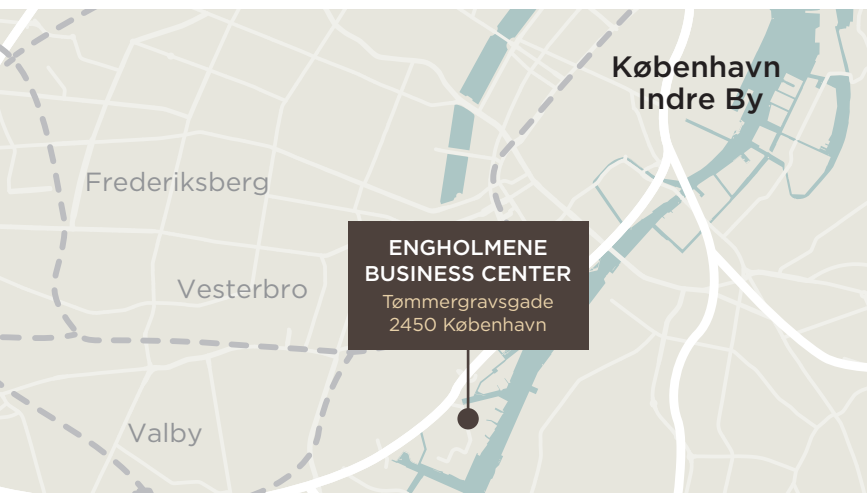 København
Indre By
Frederiksberg
ENGHOLMENE
BUSINESS CENTER
Tømmergravsgade
2450 København
Vesterbro
Valby